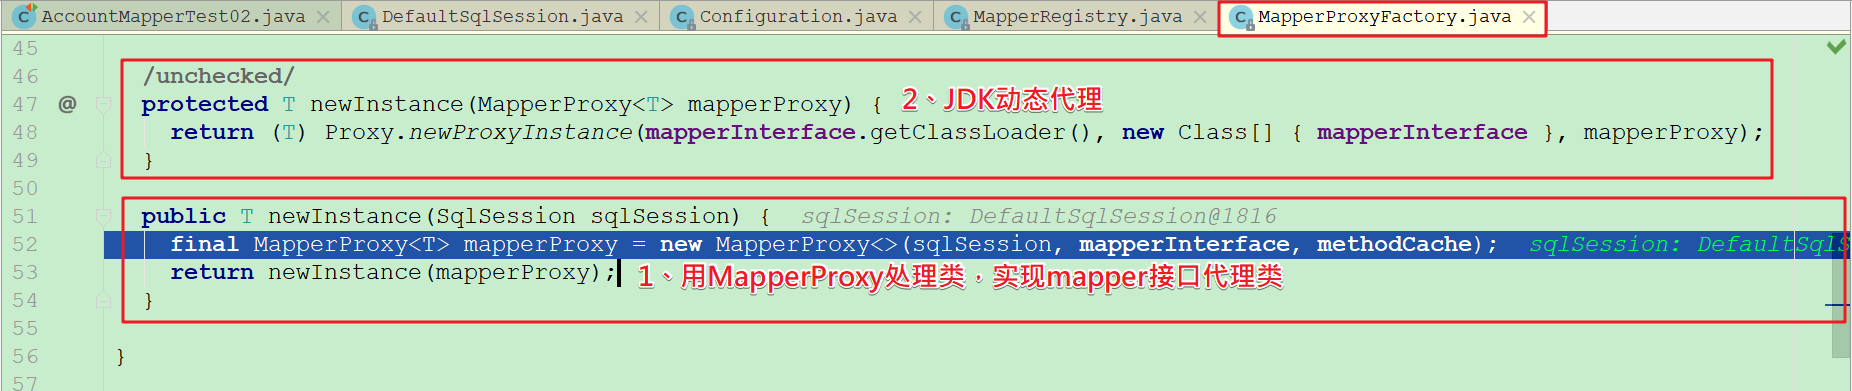 AccountMapperTest02.java DefaultSqlSession.java Configuration.java MapperRegistry.java MapperProxyFactory.java
45
46 /unchecked/
47 @ protected T newInstance(MapperProxy<T> mapperProxy) { 2、JDK动态代理
48 return (T) Proxy.newProxyInstance(mapperInterface.getClassLoader(), new Class[] { mapperInterface }, mapperProxy);
49 }
50
51 public T newInstance(SqlSession sqlSession) { sqlSession: DefaultSqlSession@1816
52 final MapperProxy<T> mapperProxy = new MapperProxy<>(sqlSession, mapperInterface, methodCache); sqlSession: DefaultSqlS
53 return newInstance(mapperProxy); 1、用MapperProxy处理类，实现mapper接口代理类
54 }
55
56 }
57